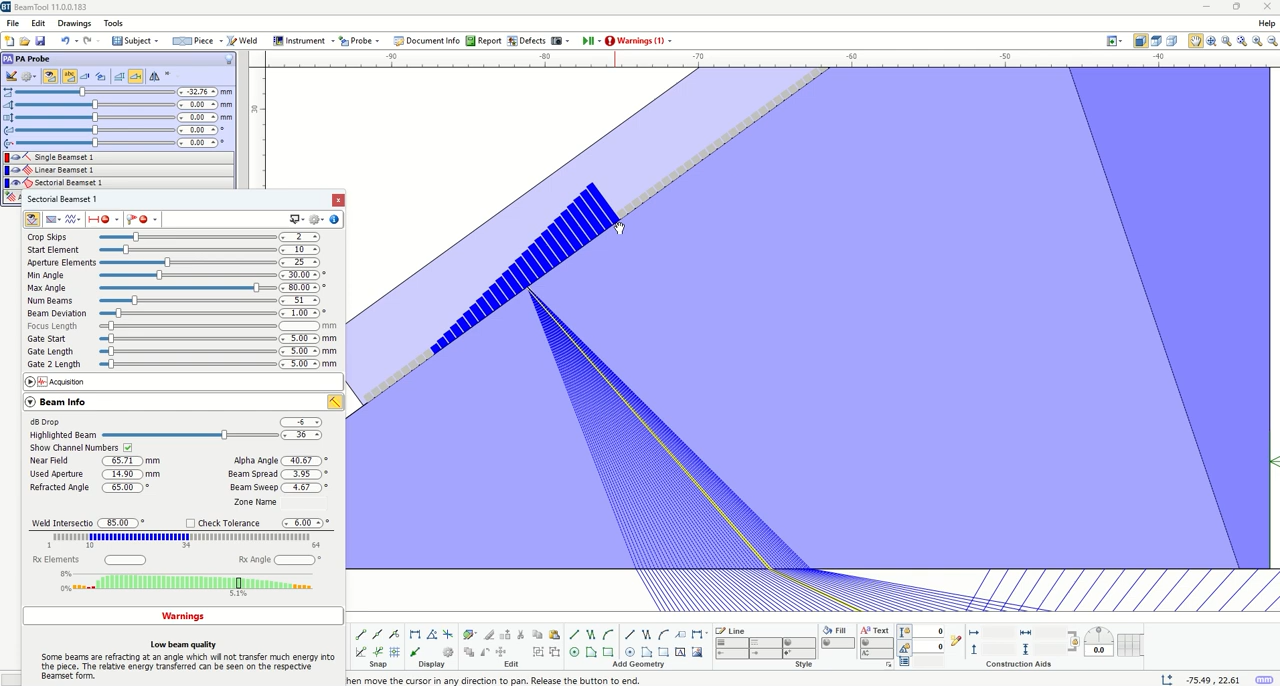 BT BeamTool 11.0.0.183
File Edit Drawings Tools Help
Subject Piece Weld Instrument Probe Document Info Report Defects Warnings (1)
PA PA Probe
-90 -80 -70 -60 -50 -40
-32.76 mm
0.00 mm
0.00 mm
0.00 °
0.00 °
30
Single Beamset 1
Linear Beamset 1
Sectorial Beamset 1
A
Sectorial Beamset 1
Crop Skips 2
Start Element 10
Aperture Elements 25
Min Angle 30.00 °
Max Angle 80.00 °
Num Beams 51
Beam Deviation 1.00 °
Focus Length mm
Gate Start 5.00 mm
Gate Length 5.00 mm
Gate 2 Length 5.00 mm
Acquisition
Beam Info
dB Drop -6
Highlighted Beam 36
Show Channel Numbers
Near Field 65.71 mm Alpha Angle 40.67 °
Used Aperture 14.90 mm Beam Spread 3.95 °
Refracted Angle 65.00 ° Beam Sweep 4.67 °
Zone Name
Weld Intersectio 85.00 ° Check Tolerance 6.00 °
1 10 34 64
Rx Elements Rx Angle °
8%
0%
5.1%
Warnings
Low beam quality
Some beams are refracting at an angle which will not transfer much energy into
the piece. The relative energy transferred can be seen on the respective
Beamset form.
Line Fill Text 0
0 0.0
Snap Display Edit Add Geometry Style Construction Aids
hen move the cursor in any direction to pan. Release the button to end.
-75.49 , 22.61